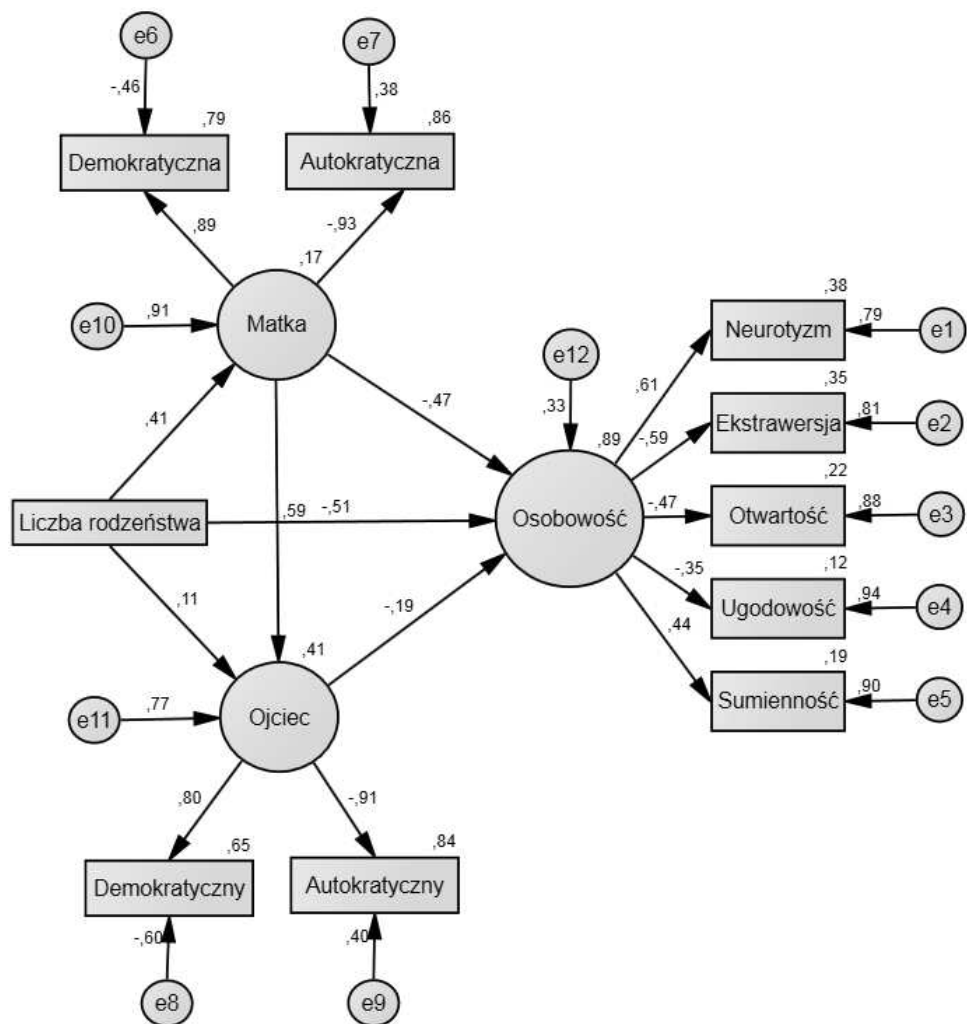 e6
e7
-,46
,38
,79
,86
Demokratyczna
Autokratyczna
,89
-,93
,17
,38
e10
,91
Matka
e12
Neurotyzm
,79
e1
,61
,35
-,47
,33
,41
,89
-,59
Ekstrawersja
,81
e2
,22
Liczba rodzeństwa
,59
-,51
Osobowość
-,47
Otwartość
,88
e3
,12
-,35
,11
-,19
Ugodowość
,94
e4
,44
,41
,19
e11
,77
Ojciec
Sumienność
,90
e5
,80
-,91
,65
,84
Demokratyczny
Autokratyczny
-,60
,40
e8
e9